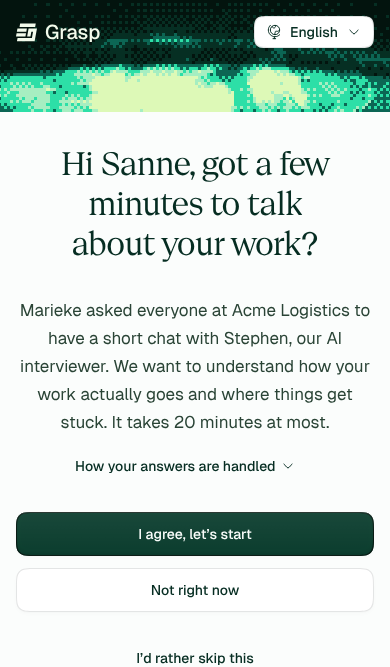 Grasp
English
Hi Sanne, got a few
minutes to talk
about your work?
Marieke asked everyone at Acme Logistics to
have a short chat with Stephen, our AI
interviewer. We want to understand how your
work actually goes and where things get
stuck. It takes 20 minutes at most.
How your answers are handled
I agree, let’s start
Not right now
I’d rather skip this